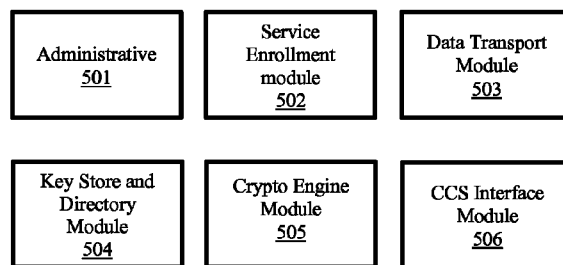 Administrative
501
Service
Enrollment
module
502
Data Transport
Module
503
Key Store and
Directory
Module
504
Crypto Engine
Module
505
CCS Interface
Module
506